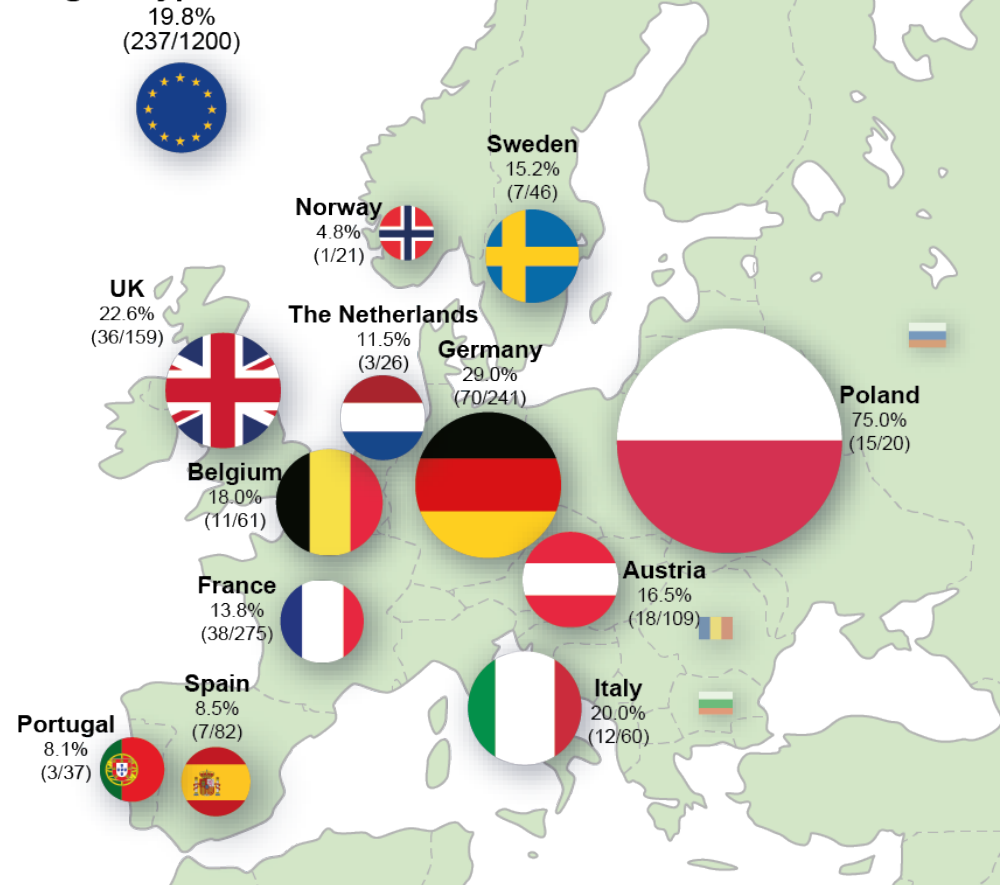 19.8%
(237/1200)
Sweden
15.2%
(7/46)
Norway
4.8%
(1/21)
UK
22.6%
(36/159)
The Netherlands
11.5%
(3/26)
Germany
29.0%
(70/241)
Poland
75.0%
(15/20)
Belgium
18.0%
(11/61)
Austria
16.5%
(18/109)
France
13.8%
(38/275)
Spain
8.5%
(7/82)
Italy
20.0%
(12/60)
Portugal
8.1%
(3/37)